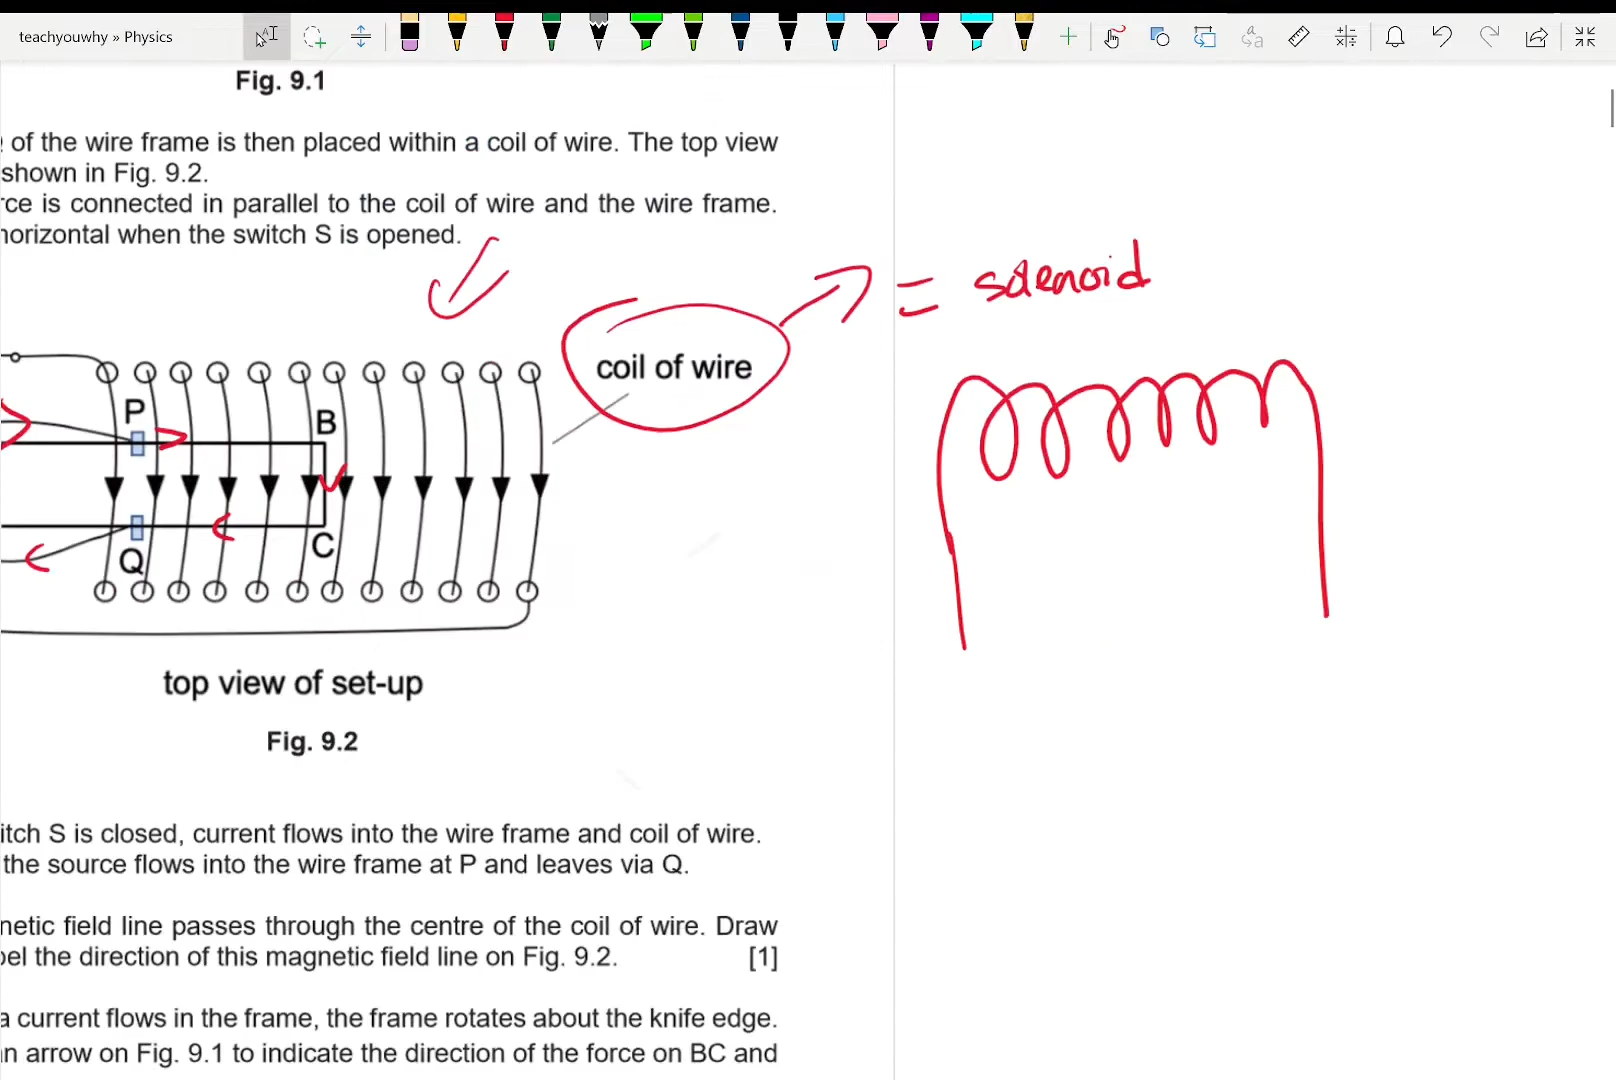 teachyouwhy » Physics
Fig. 9.1
of the wire frame is then placed within a coil of wire. The top view
shown in Fig. 9.2.
rce is connected in parallel to the coil of wire and the wire frame.
horizontal when the switch S is opened.
= solenoid
coil of wire
P
B
Q
C
top view of set-up
Fig. 9.2
itch S is closed, current flows into the wire frame and coil of wire.
the source flows into the wire frame at P and leaves via Q.
netic field line passes through the centre of the coil of wire. Draw
bel the direction of this magnetic field line on Fig. 9.2. [1]
a current flows in the frame, the frame rotates about the knife edge.
n arrow on Fig. 9.1 to indicate the direction of the force on BC and